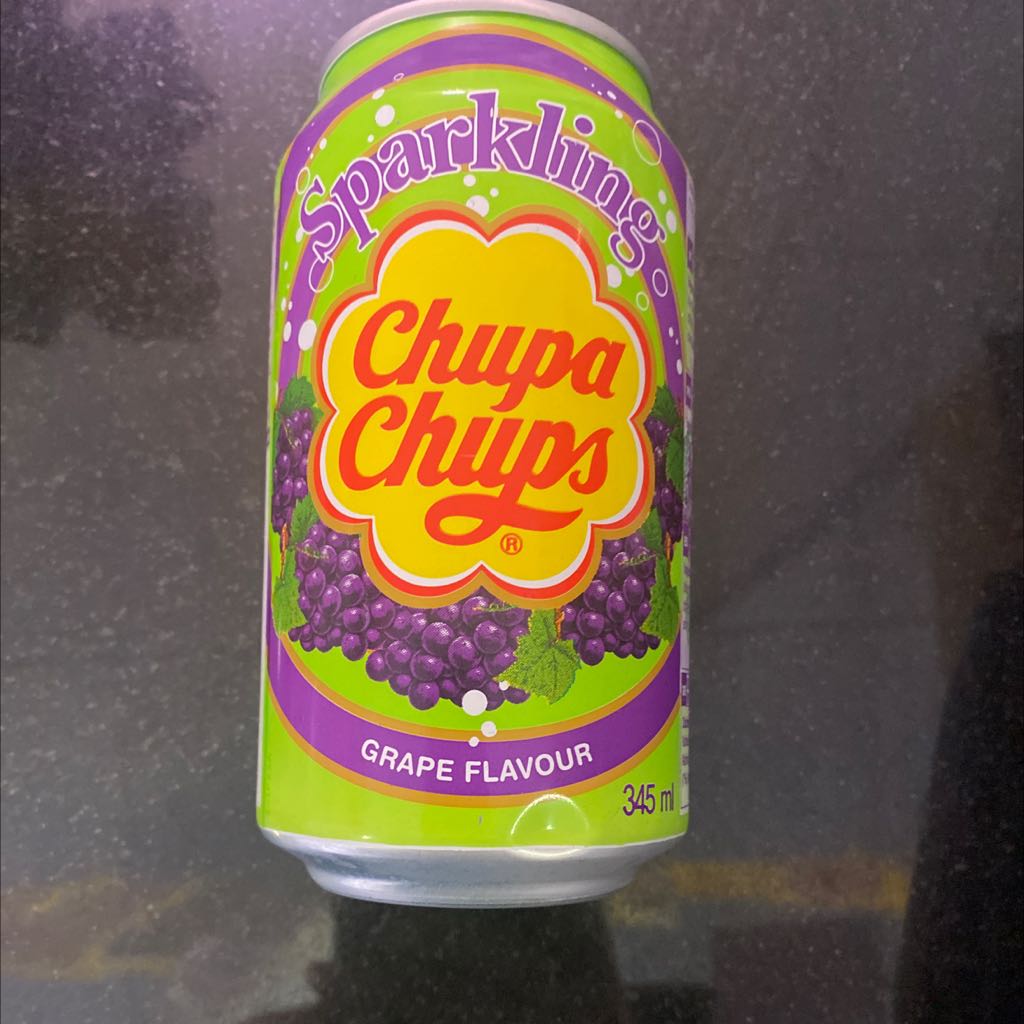 Sparkling
Chupa
Chups
®
GRAPE FLAVOUR
345 ml